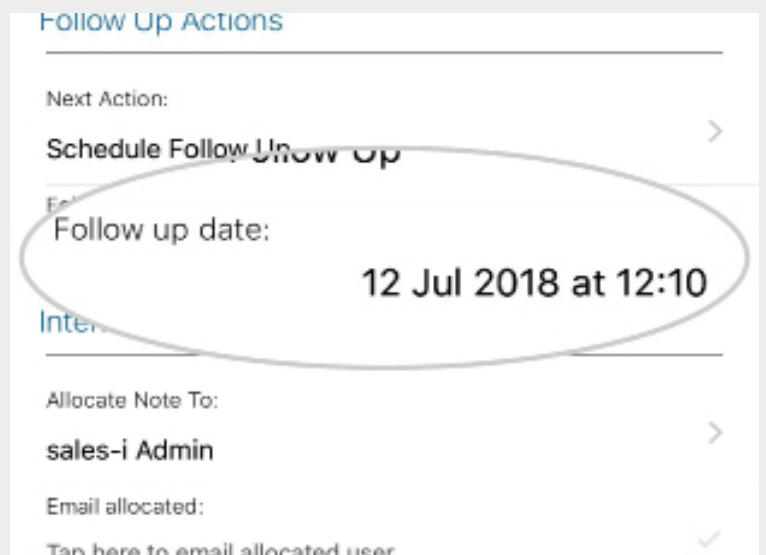 Follow Up Actions
Next Action:
Schedule Follow Up
Follow up date:
12 Jul 2018 at 12:10
Allocate Note To:
sales-i Admin
Email allocated:
Tap here to email allocated user